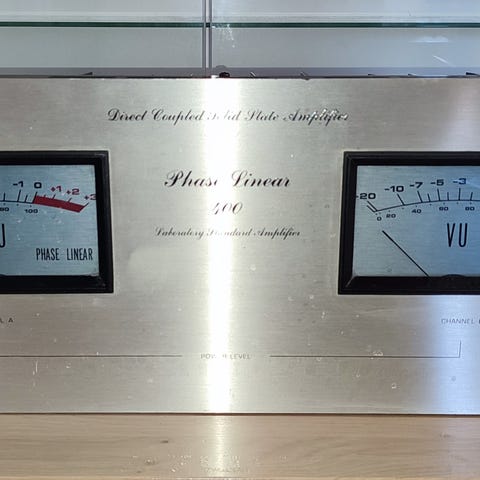 Direct Coupled Solid State Amplifier
Phase Linear
400
Laboratory Standard Amplifier
1 0 +1 +2 +3
80 100
U
PHASE LINEAR
-20 -10 -7 -5 -3
0 20 40 60 80
VU
L A
CHANNEL
POWER LEVEL